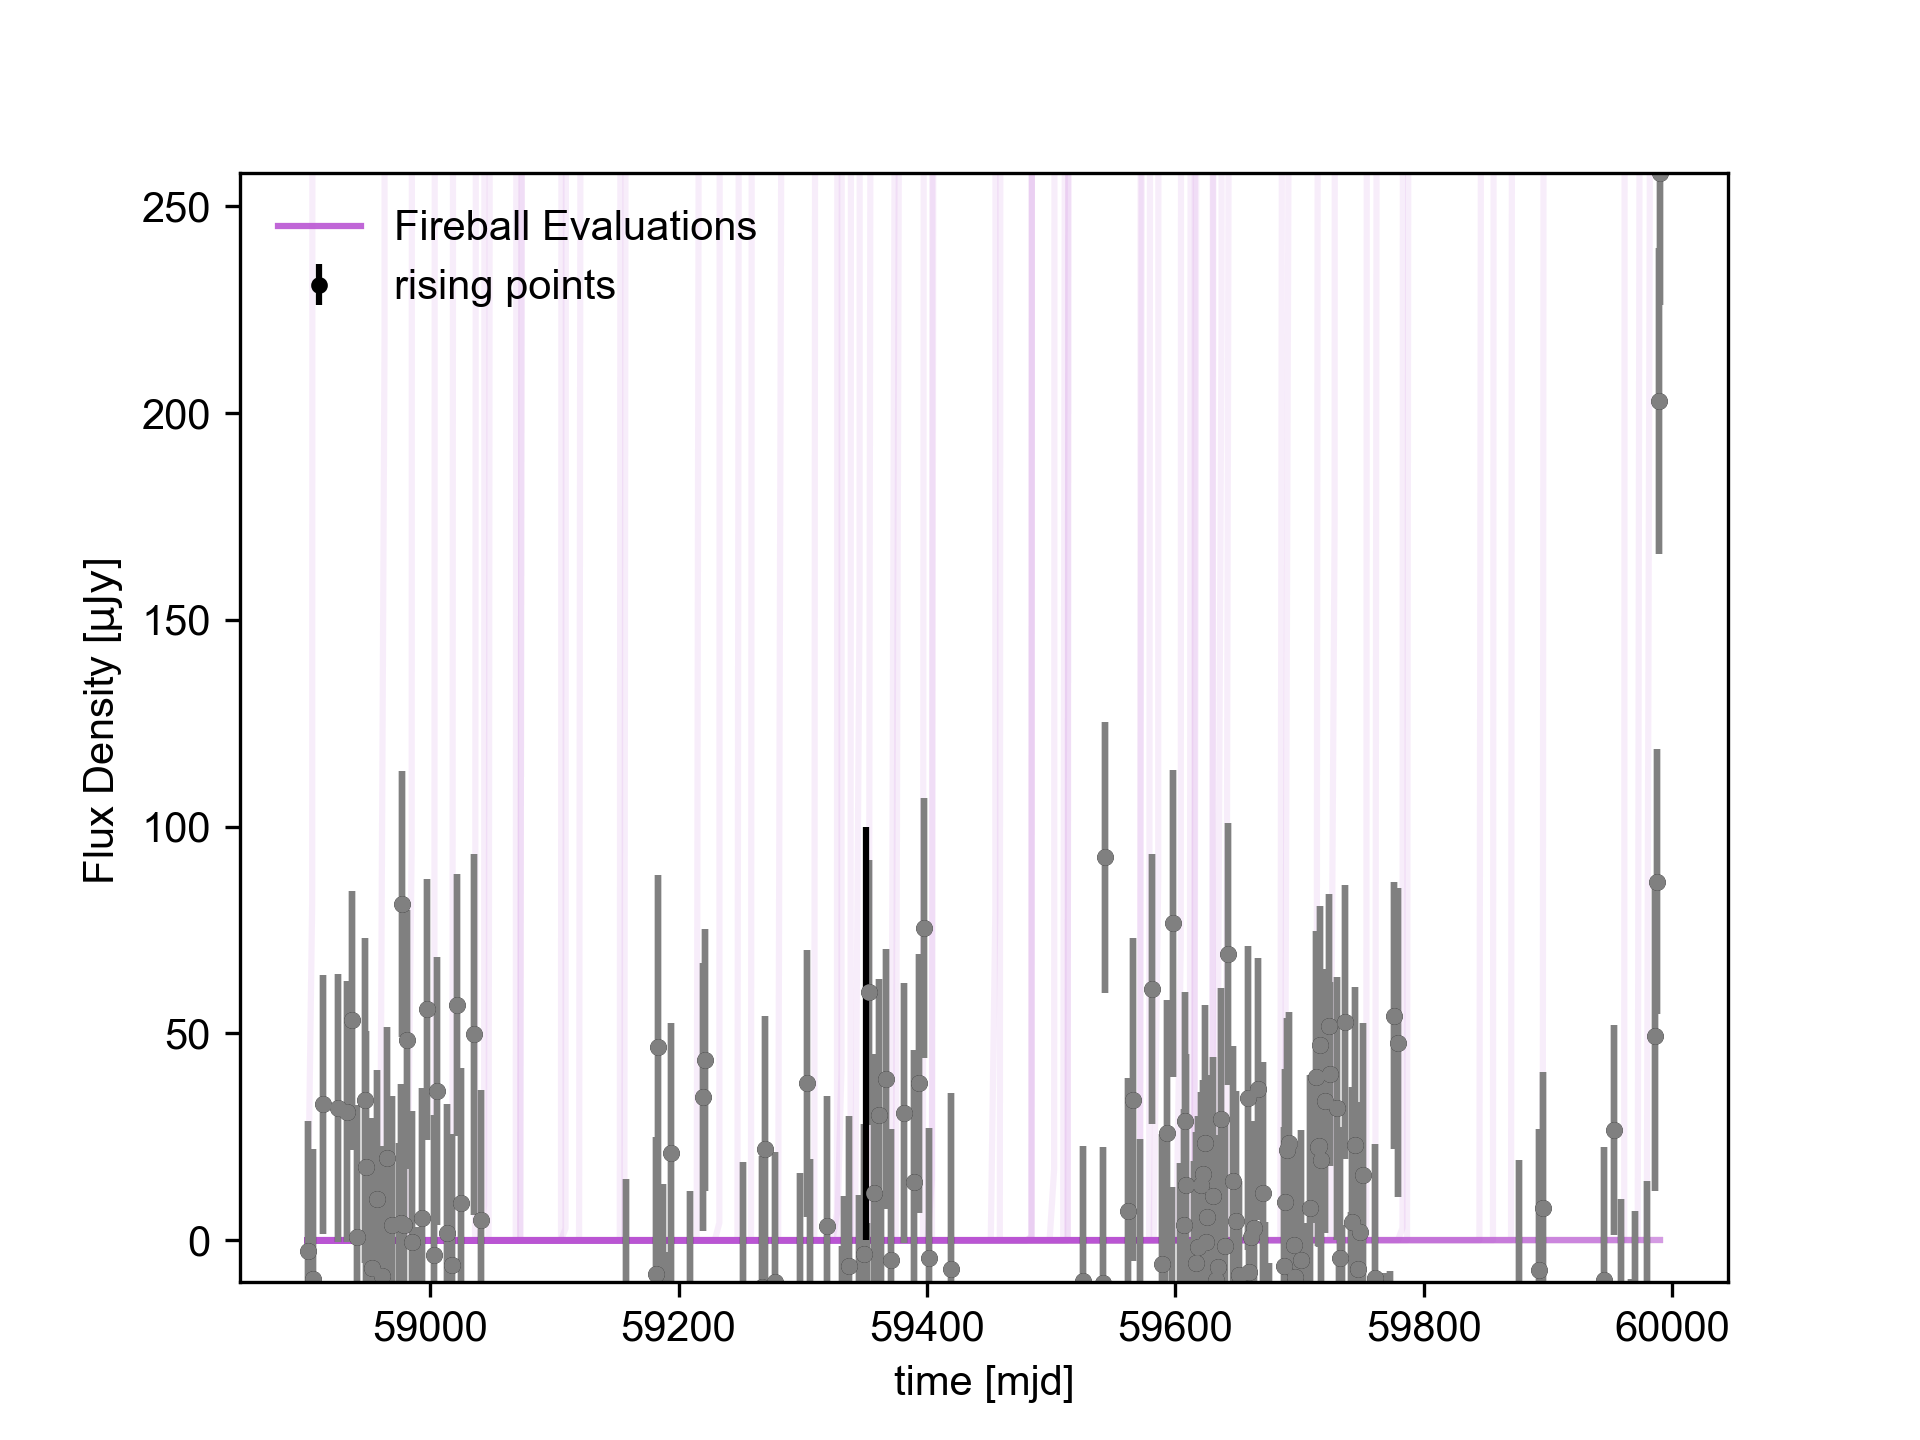 250
200
150
100
50
0
Fireball Evaluations
rising points
Flux Density [µJy]
59000 59200 59400 59600 59800 60000
time [mjd]